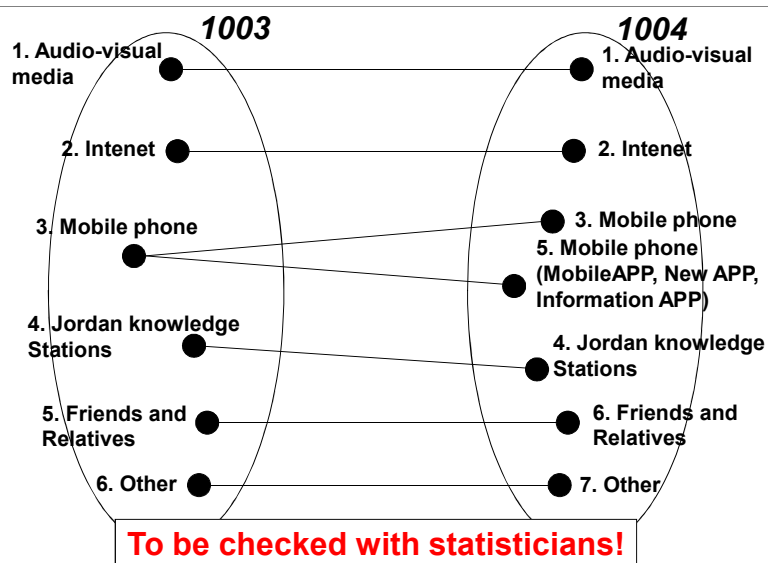 1003
1004
1. Audio-visual
media
1. Audio-visual
media
2. Intenet
2. Intenet
3. Mobile phone
3. Mobile phone
5. Mobile phone
(MobileAPP, New APP,
Information APP)
4. Jordan knowledge
Stations
4. Jordan knowledge
Stations
5. Friends and
Relatives
6. Friends and
Relatives
6. Other
7. Other
To be checked with statisticians!